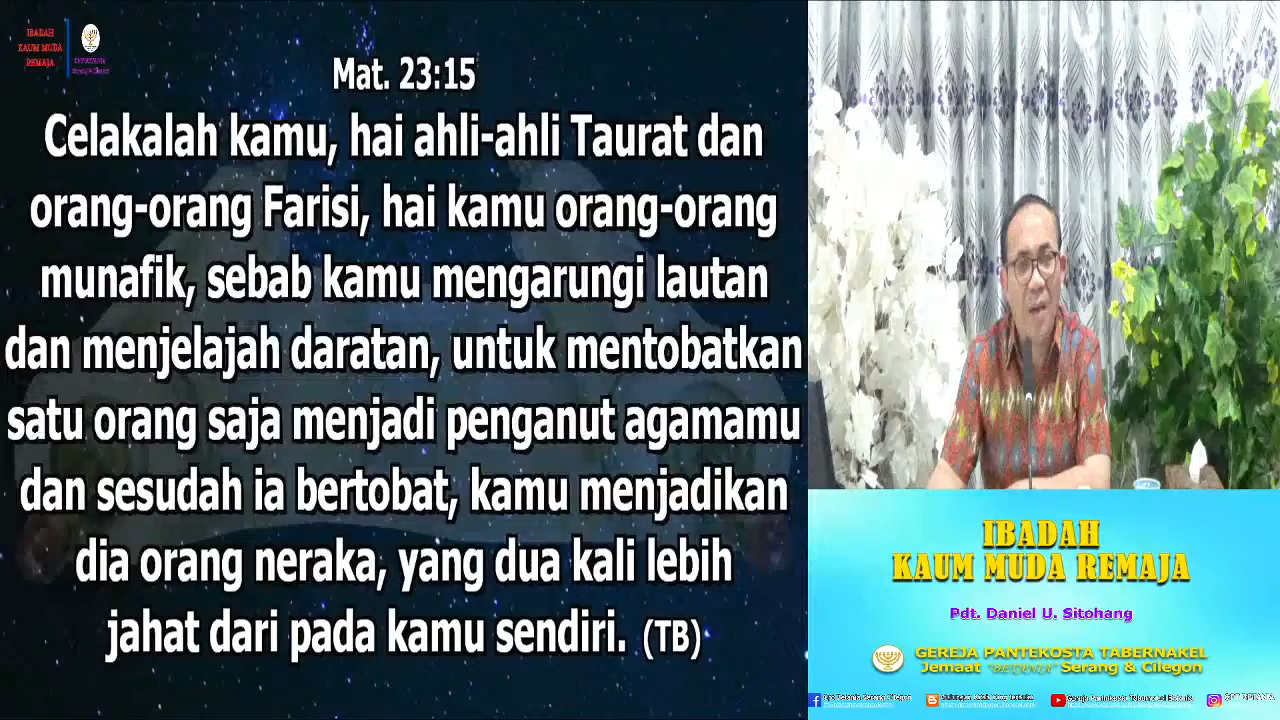 IBADAH
KAUM MUDA
REMAJA
Mat. 23:15
Celakalah kamu, hai ahli-ahli Taurat dan
orang-orang Farisi, hai kamu orang-orang
munafik, sebab kamu mengarungi lautan
dan menjelajah daratan, untuk mentobatkan
satu orang saja menjadi penganut agamamu
dan sesudah ia bertobat, kamu menjadikan
dia orang neraka, yang dua kali lebih
jahat dari pada kamu sendiri. (TB)
IBADAH
KAUM MUDA REMAJA
Pdt. Daniel U. Sitohang
GEREJA PANTEKOSTA TABERNAKEL
Jemaat "BETANIA" Serang & Cilegon